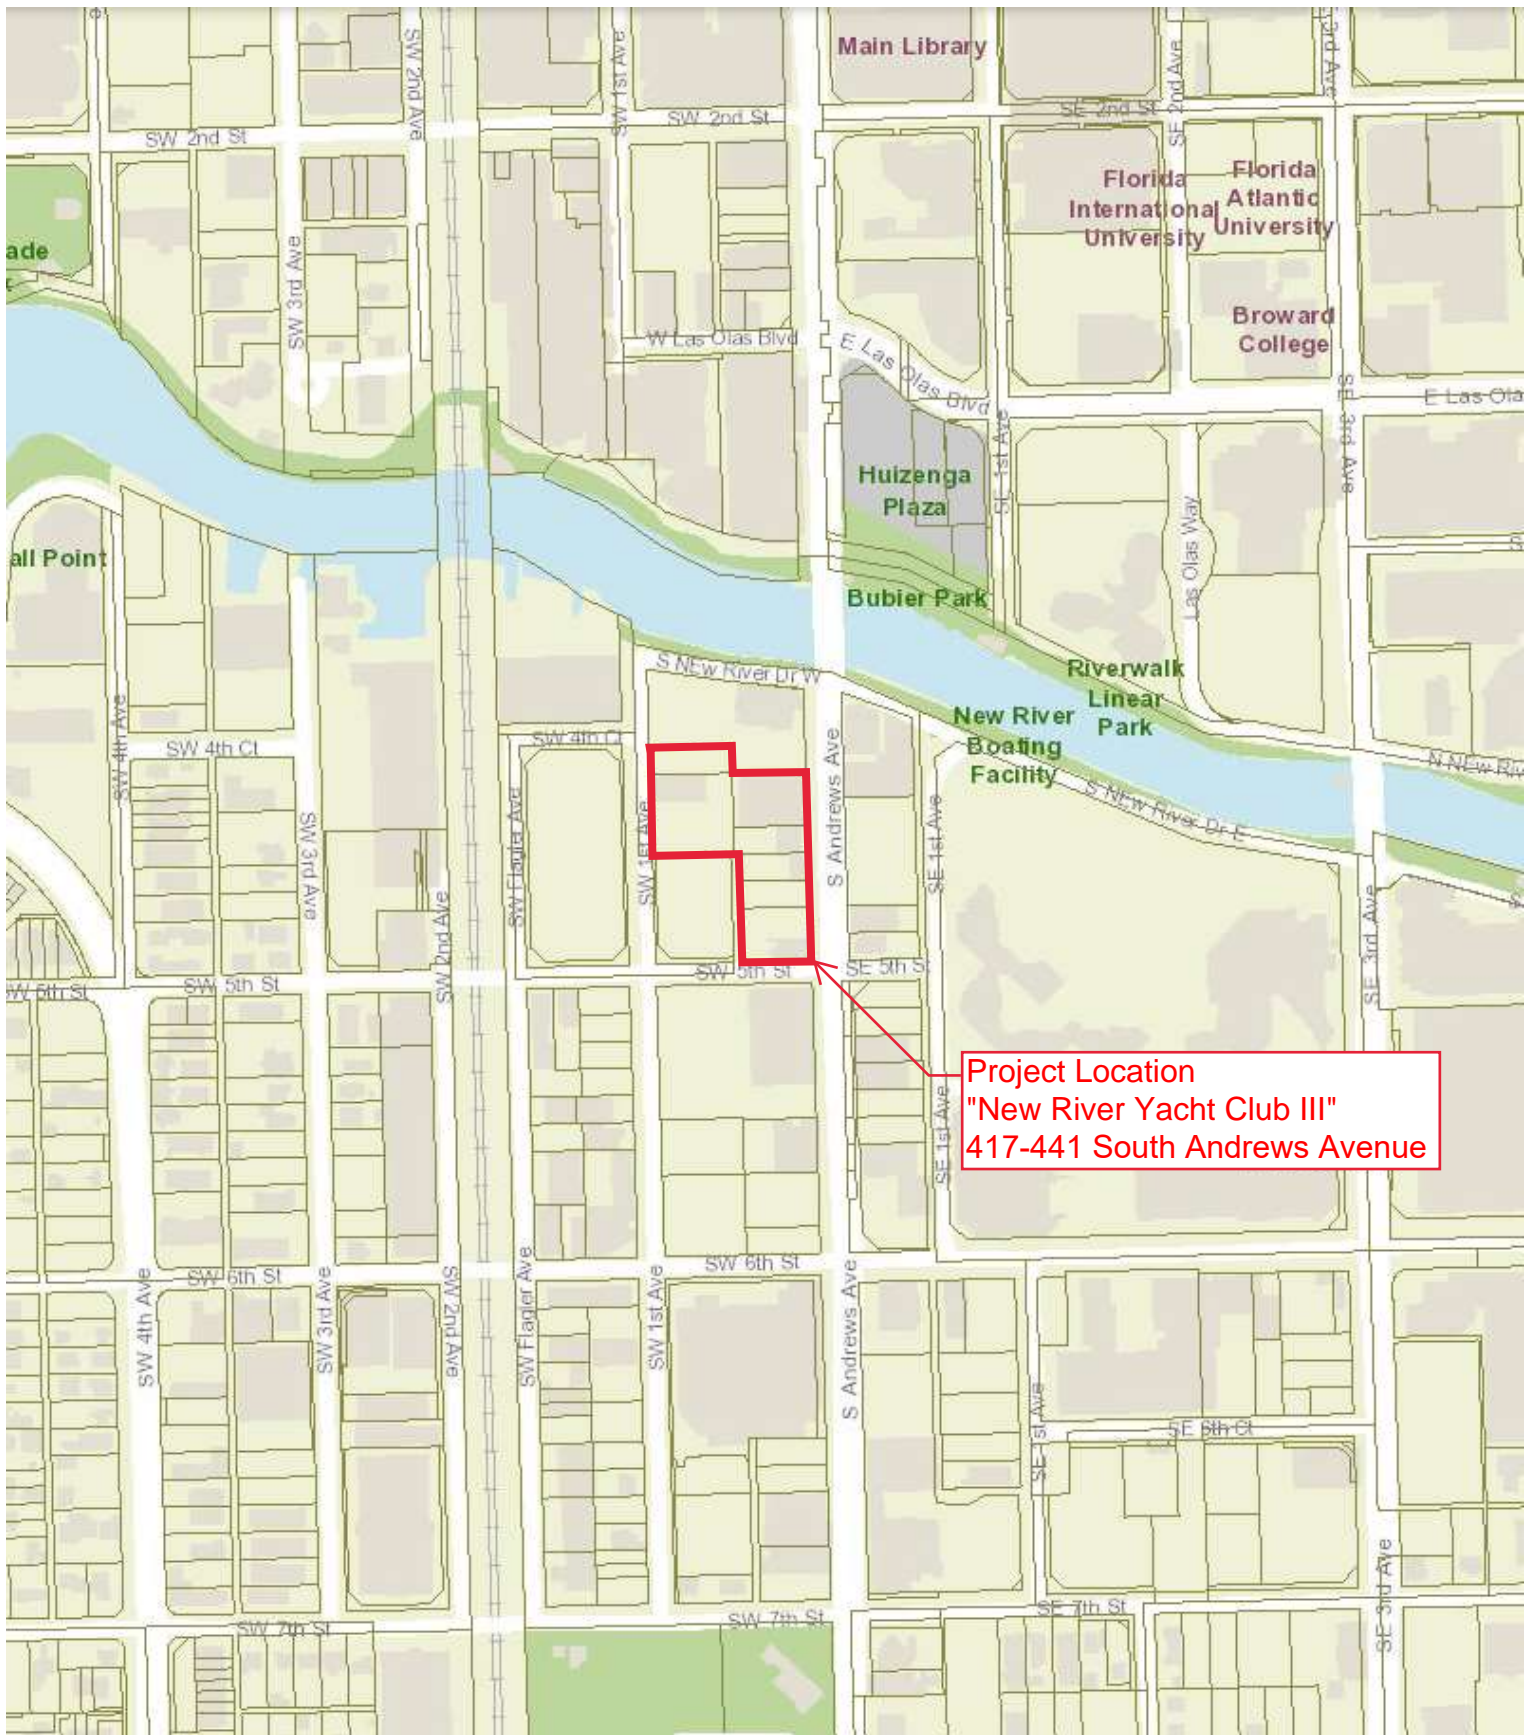 Main Library
SW 2nd Ave
SW 1st Ave
SE 2nd Ave
3rd Ave
SW 2nd St
SW 2nd St
SE 2nd St
Florida
International
University
Florida
Atlantic
University
ade
SW 3rd Ave
Broward
College
W Las Olas Blvd
E Las Olas Blvd
E Las Ola
SE 1st Ave
SE 3rd Ave
Huizenga
Plaza
all Point
Las Olas Way
Bubier Park
S NEw River Dr W
Riverwalk
Linear
Park
New River
Boating
Facility
SW 4th Ave
SW 4th Ct
SW 4th Ct
S Andrews Ave
N NEw Riv
S NEw River Dr E
SW 3rd Ave
SW Flagler Ave
SW 1st Ave
SE 1st Ave
SW 2nd Ave
SE 3rd Ave
SW 5th St
SW 5th St
SW 5th St
SE 5th S
Project Location
"New River Yacht Club III"
417-441 South Andrews Avenue
SE 1st Ave
SW 6th St
SW 6th St
SW 4th Ave
SW 3rd Ave
SW 2nd Ave
SW Flagler Ave
SW 1st Ave
S Andrews Ave
SE 1st Ave
SE 6th Ct
SE 3rd Ave
SW 7th St
SW 7th St
SE 7th St